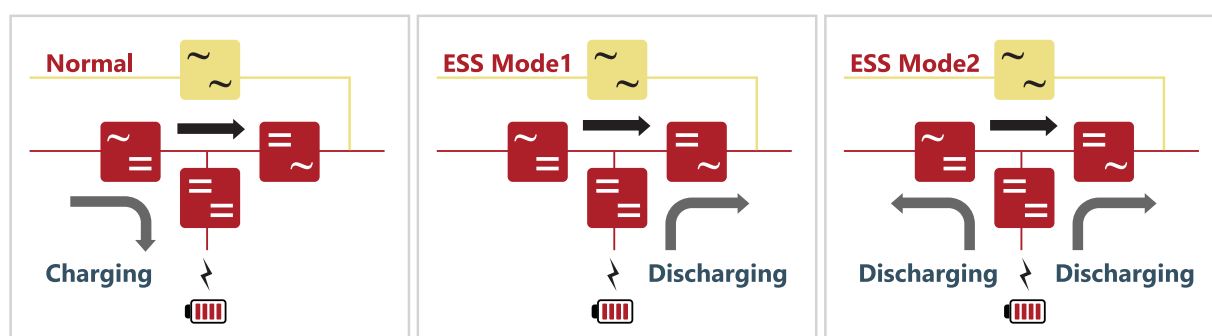 Normal
Charging
ESS Mode1
Discharging
ESS Mode2
Discharging
Discharging